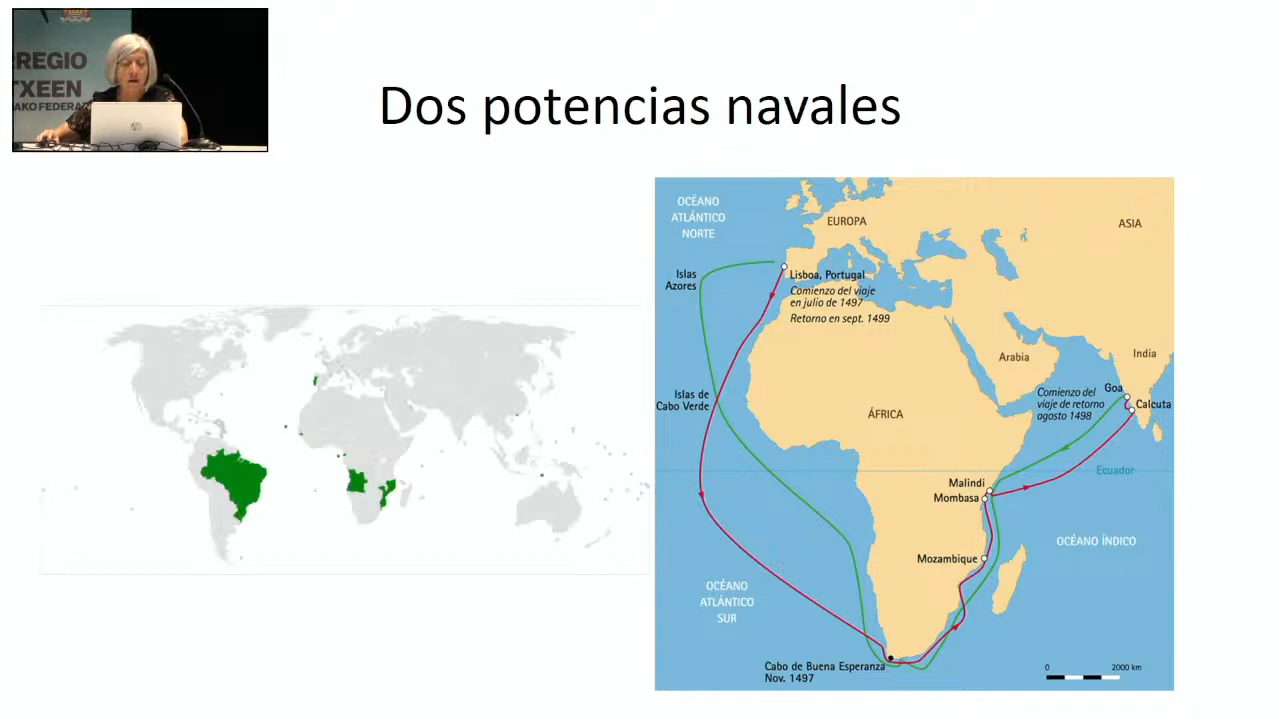 RREGIO
TXEEN
AKO FEDERA
Dos potencias navales
OCÉANO
ATLÁNTICO
NORTE
EUROPA
ASIA
Islas
Azores
Lisboa, Portugal
Comienzo del viaje
en julio de 1497
Retorno en sept. 1499
Arabia
India
Islas de
Cabo Verde
ÁFRICA
Comienzo del
viaje de retorno
agosto 1498
Goa
Calcuta
Ecuador
Malindi
Mombasa
Mozambique
OCÉANO ÍNDICO
OCÉANO
ATLÁNTICO
SUR
Cabo de Buena Esperanza
Nov. 1497
0 2000 km